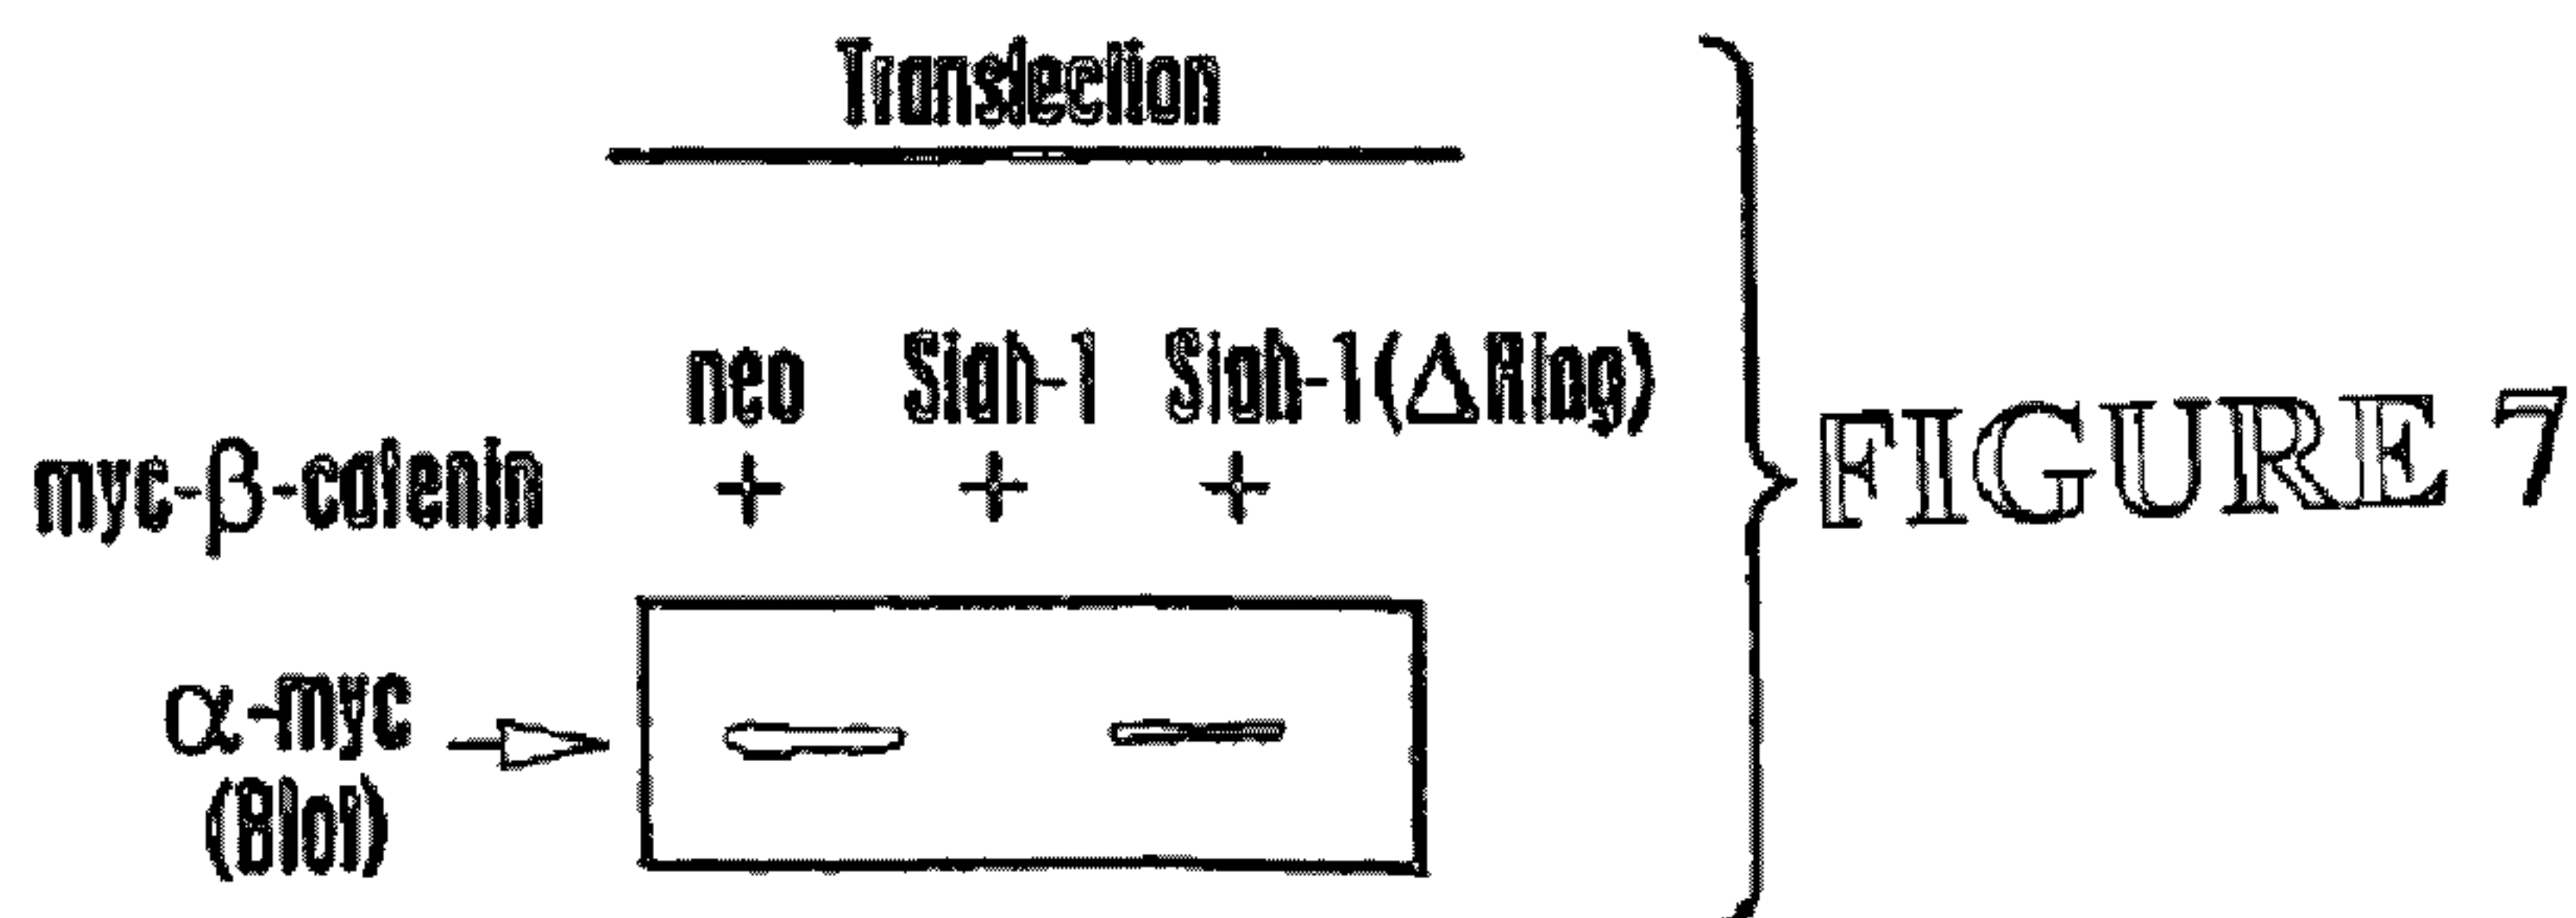 Transfection
neo Siah-1 Siah-1(ΔRing)
myc-β-catenin + + +
α-myc
(Blot)
FIGURE 7